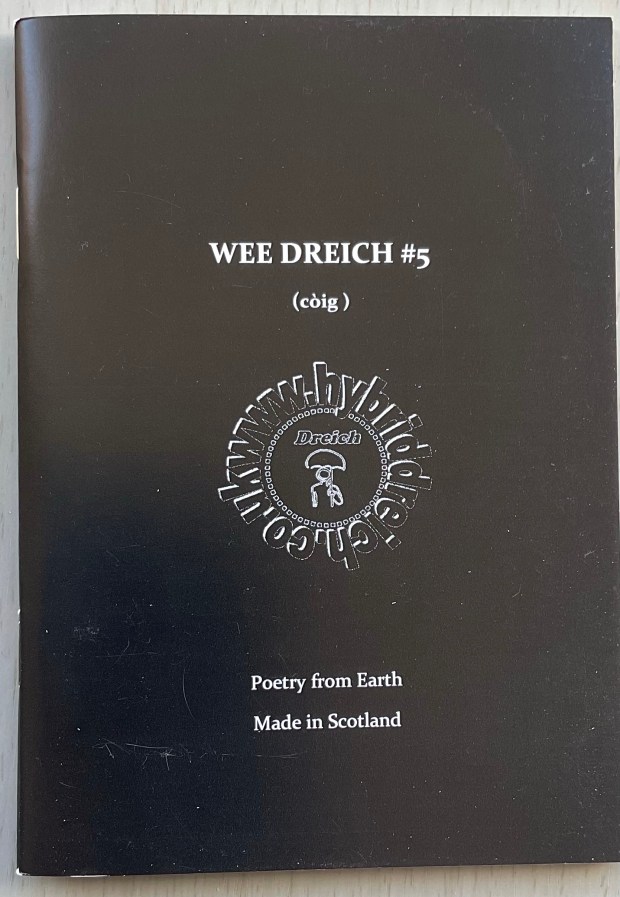 WEE DREICH #5
(còig )
www.hybriddreich.co.uk
Dreich
Poetry from Earth
Made in Scotland